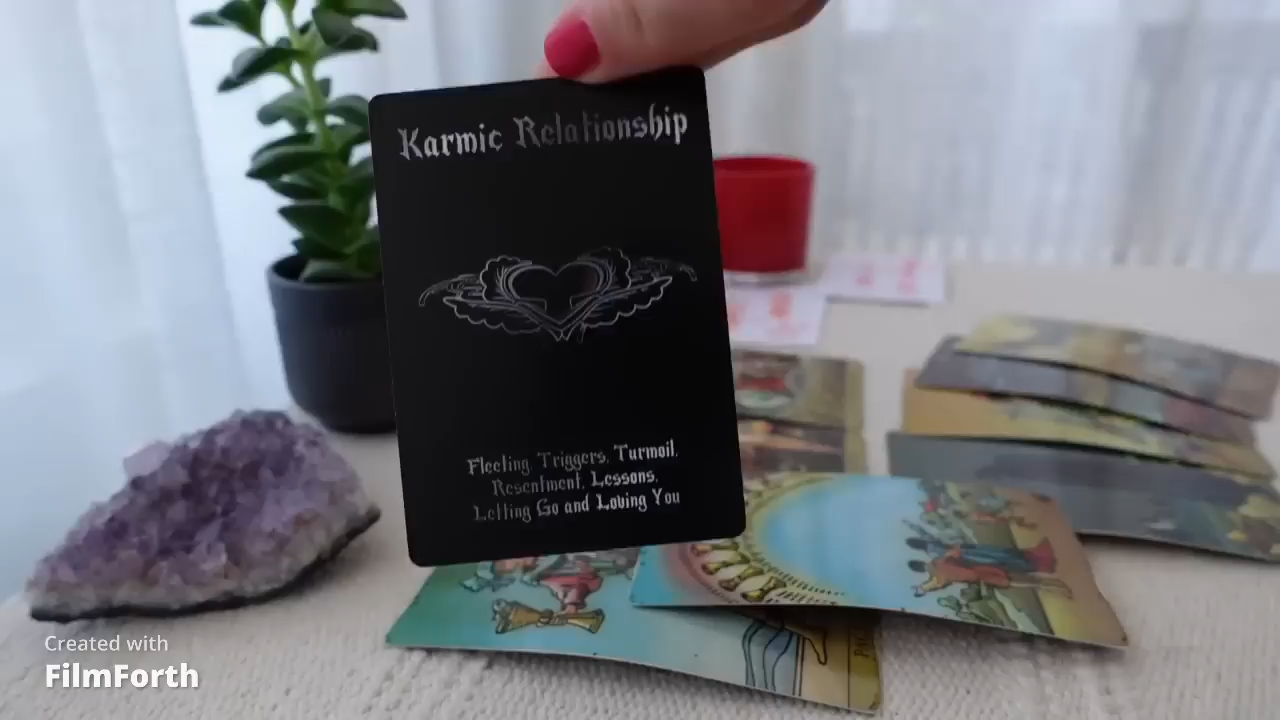 Karmic Relationship
Fleeting, Triggers, Turmoil,
Resentment, Lessons,
Letting Go and Loving You
Created with
FilmForth